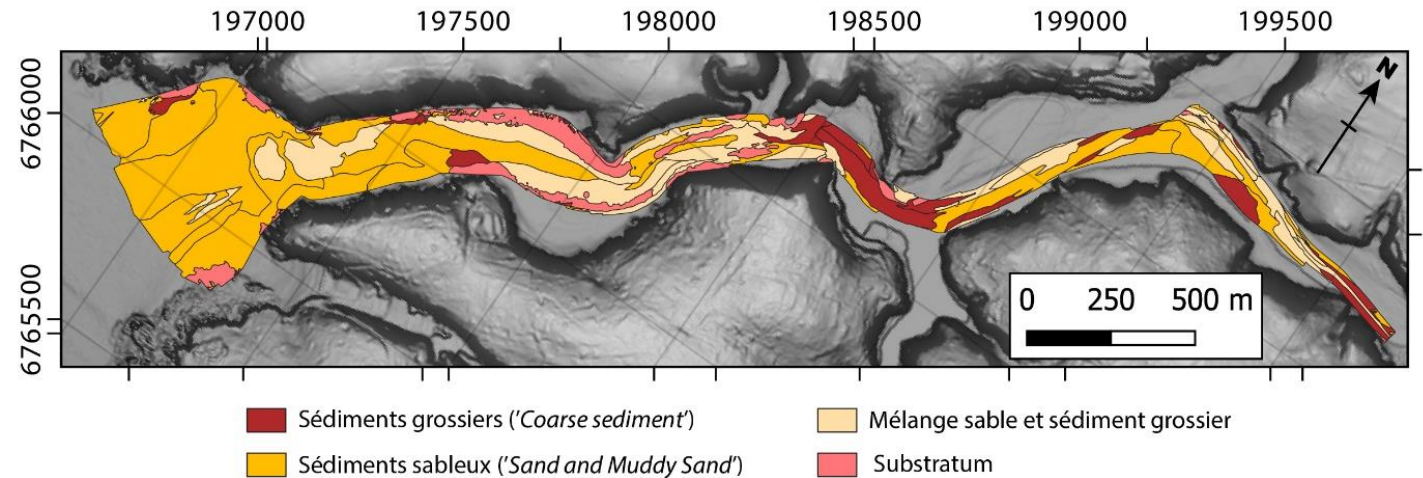 197000 197500 198000 198500 199000 199500
6766000
6765500
N
0 250 500 m
Sédiments grossiers ('Coarse sediment')
Mélange sable et sédiment grossier
Sédiments sableux ('Sand and Muddy Sand')
Substratum